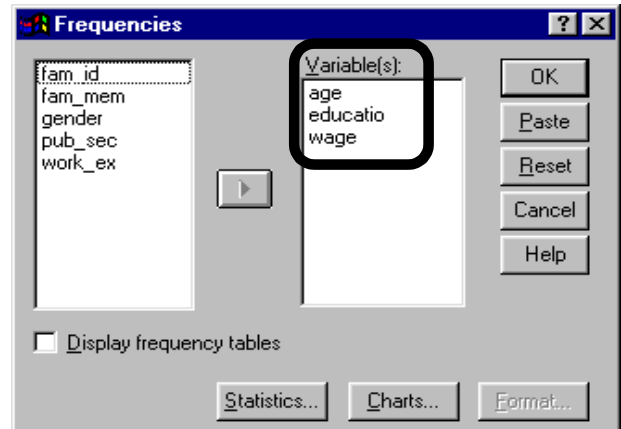 Frequencies
fam_id
fam_mem
gender
pub_sec
work_ex
Variable(s):
age
educatio
wage
OK
Paste
Reset
Cancel
Help
Display frequency tables
Statistics...
Charts...
Format...